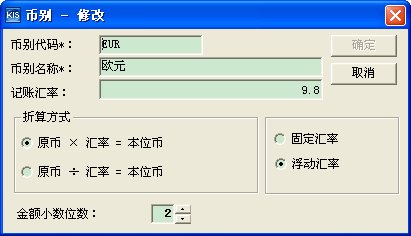 KIS 币别 - 修改
币别代码*： EUR 确定
币别名称*： 欧元 取消
记账汇率： 9.8
折算方式
原币 × 汇率 = 本位币 固定汇率
原币 ÷ 汇率 = 本位币 浮动汇率
金额小数位数： 2